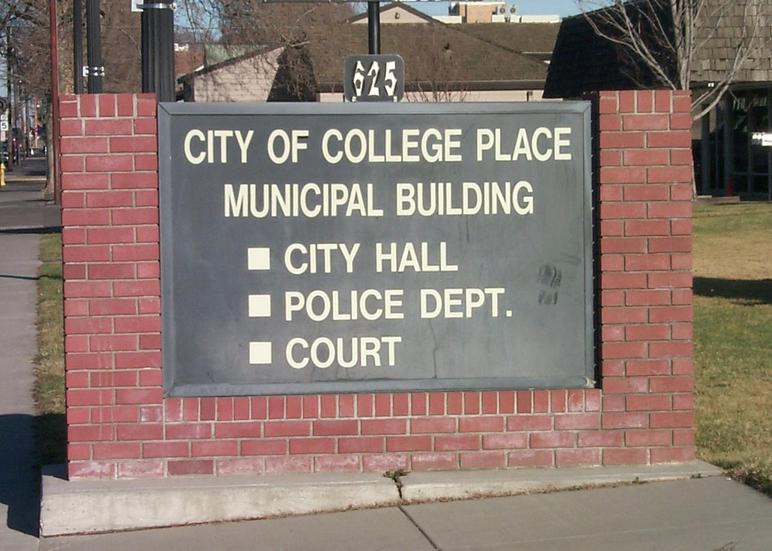 625
CITY OF COLLEGE PLACE
MUNICIPAL BUILDING
CITY HALL
POLICE DEPT.
COURT